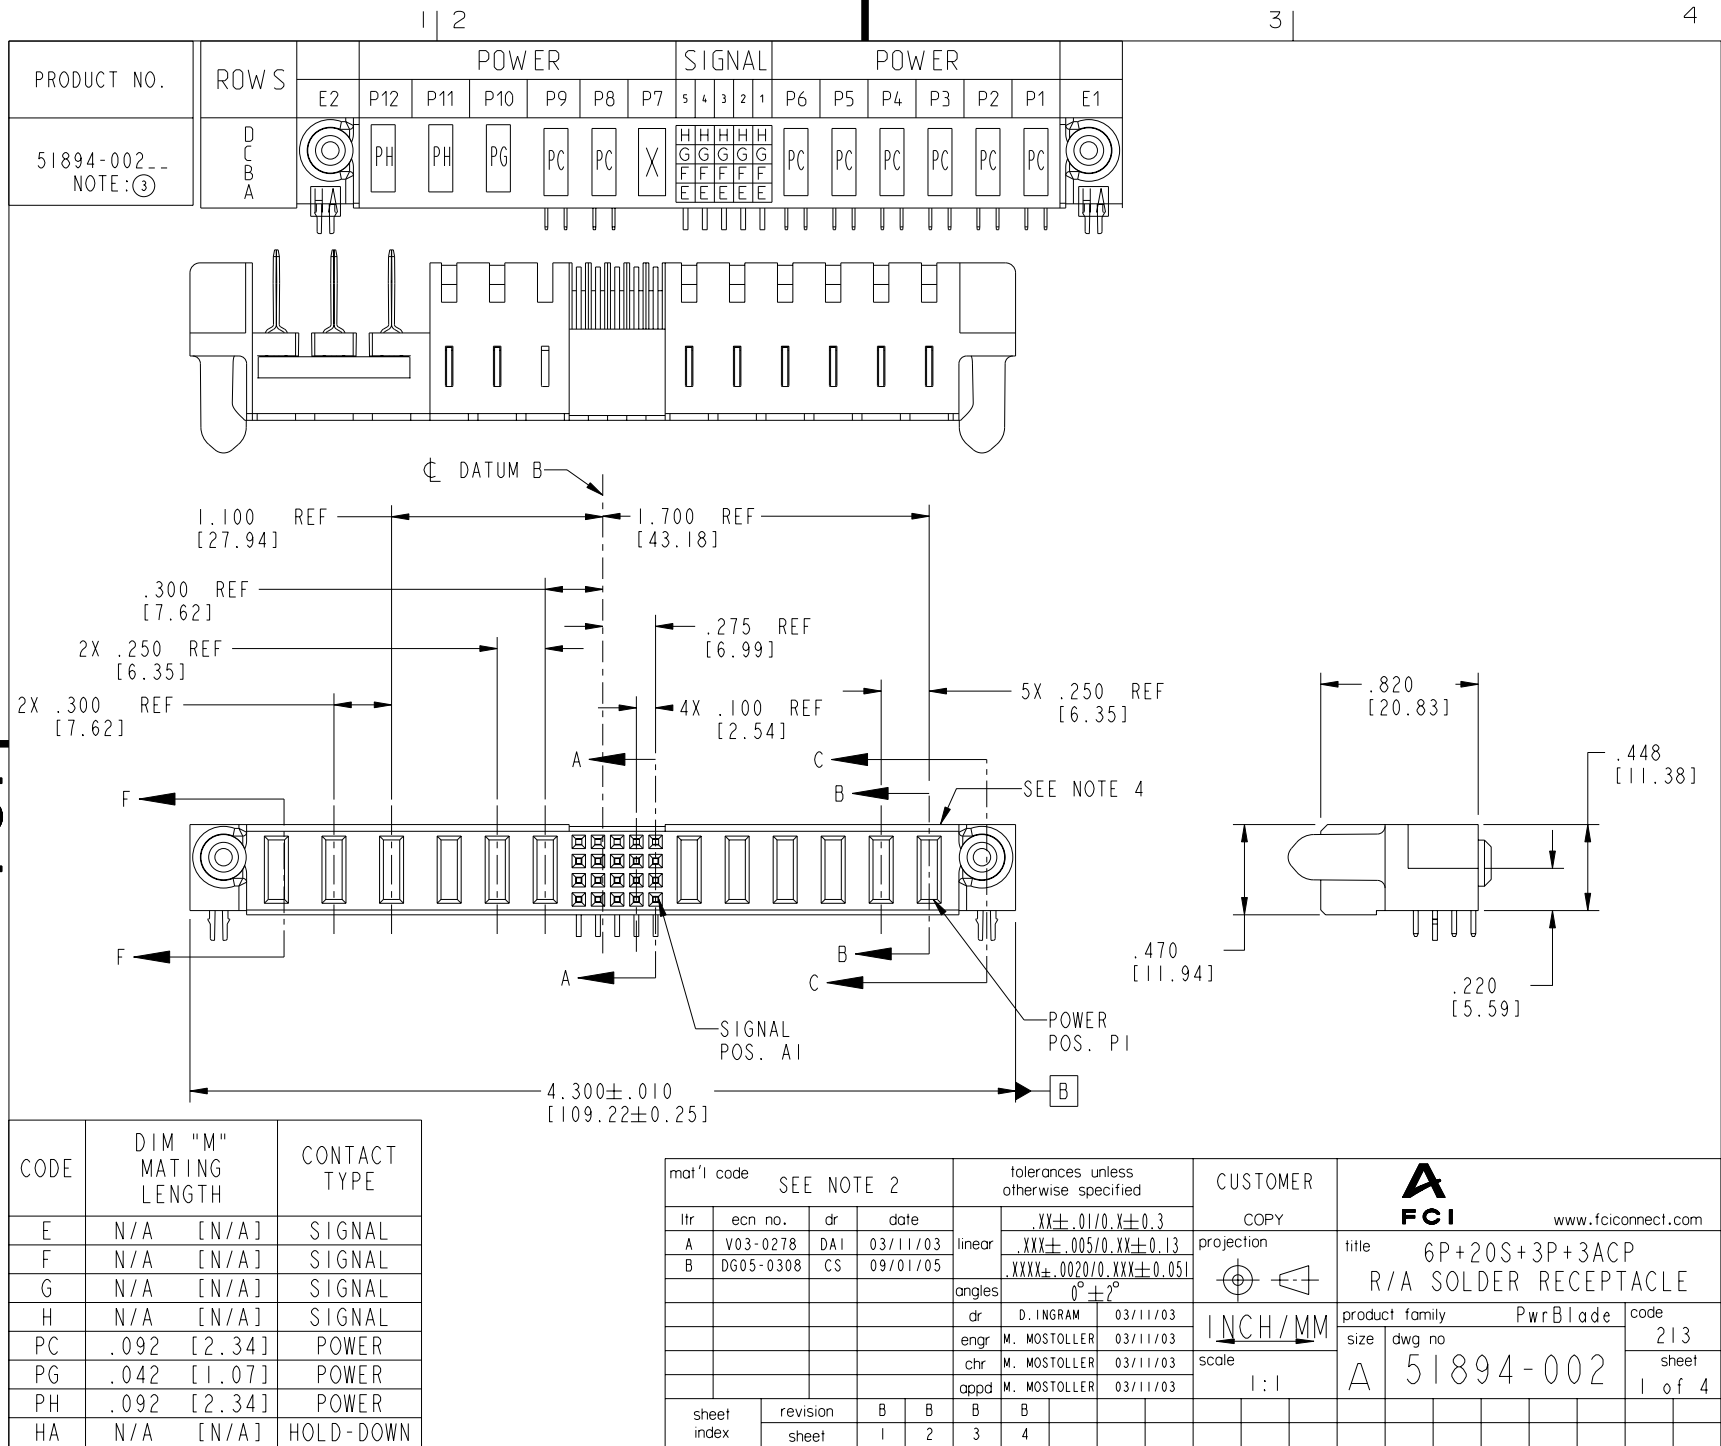 1 2 3 4
PRODUCT NO. ROWS POWER SIGNAL POWER
E2 P12 P11 P10 P9 P8 P7 5 4 3 2 1 P6 P5 P4 P3 P2 P1 E1
51894-002__
NOTE:③
D
C
B
A
PH PH PG PC PC X PC PC PC PC PC PC
H H H H H
G G G G G
F F F F F
E E E E E
HA HA
℄ DATUM B
1.100 REF
[27.94]
1.700 REF
[43.18]
.300 REF
[7.62]
.275 REF
[6.99]
2X .250 REF
[6.35]
2X .300 REF
[7.62]
4X .100 REF
[2.54]
5X .250 REF
[6.35]
.820
[20.83]
.448
[11.38]
A C
B
F
SEE NOTE 4
F
B
A
C
.470
[11.94]
.220
[5.59]
SIGNAL
POS. A1
POWER
POS. P1
4.300±.010
[109.22±0.25]
B
CODE DIM "M" MATING LENGTH CONTACT TYPE
E N/A [N/A] SIGNAL
F N/A [N/A] SIGNAL
G N/A [N/A] SIGNAL
H N/A [N/A] SIGNAL
PC .092 [2.34] POWER
PG .042 [1.07] POWER
PH .092 [2.34] POWER
HA N/A [N/A] HOLD-DOWN
mat'l code SEE NOTE 2
ltr ecn no. dr date
A V03-0278 DAI 03/11/03
B DG05-0308 CS 09/01/05
tolerances unless
otherwise specified
linear .XX±.01/0.X±0.3
.XXX±.005/0.XX±0.13
.XXXX±.0020/0.XXX±0.051
angles 0°±2°
dr D.INGRAM 03/11/03
engr M. MOSTOLLER 03/11/03
chr M. MOSTOLLER 03/11/03
appd M. MOSTOLLER 03/11/03
CUSTOMER
COPY
projection
INCH/MM
scale
1:1
FCI
www.fciconnect.com
title 6P+20S+3P+3ACP
R/A SOLDER RECEPTACLE
product family PwrBlade code
213
size dwg no
A 51894-002
sheet
1 of 4
sheet index revision B B B B
sheet 1 2 3 4